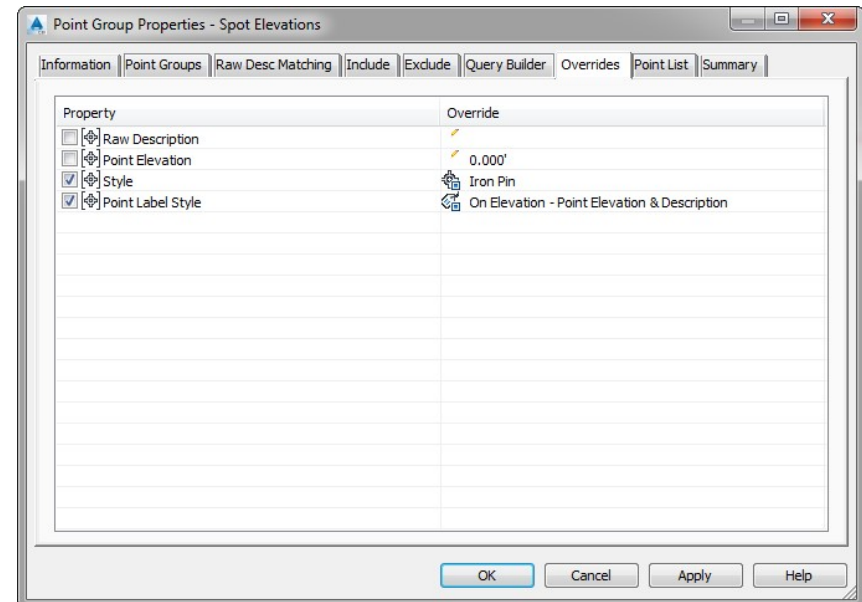 Point Group Properties - Spot Elevations
Information Point Groups Raw Desc Matching Include Exclude Query Builder Overrides Point List Summary
Property Override
Raw Description
Point Elevation 0.000'
Style Iron Pin
Point Label Style On Elevation - Point Elevation & Description
OK Cancel Apply Help